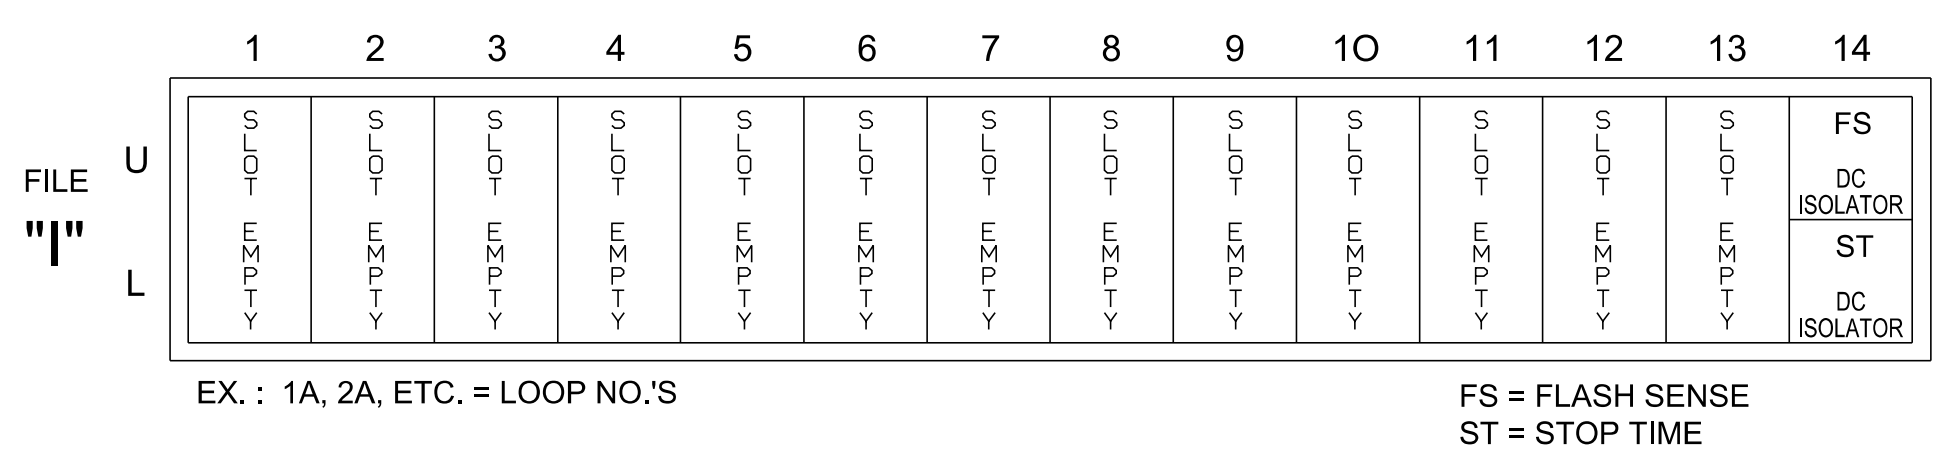 1 2 3 4 5 6 7 8 9 10 11 12 13 14
FILE
"I"
U
L
SLOT EMPTY
SLOT EMPTY
SLOT EMPTY
SLOT EMPTY
SLOT EMPTY
SLOT EMPTY
SLOT EMPTY
SLOT EMPTY
SLOT EMPTY
SLOT EMPTY
SLOT EMPTY
SLOT EMPTY
SLOT EMPTY
FS
DC
ISOLATOR
ST
DC
ISOLATOR
EX. : 1A, 2A, ETC. = LOOP NO.'S
FS = FLASH SENSE
ST = STOP TIME